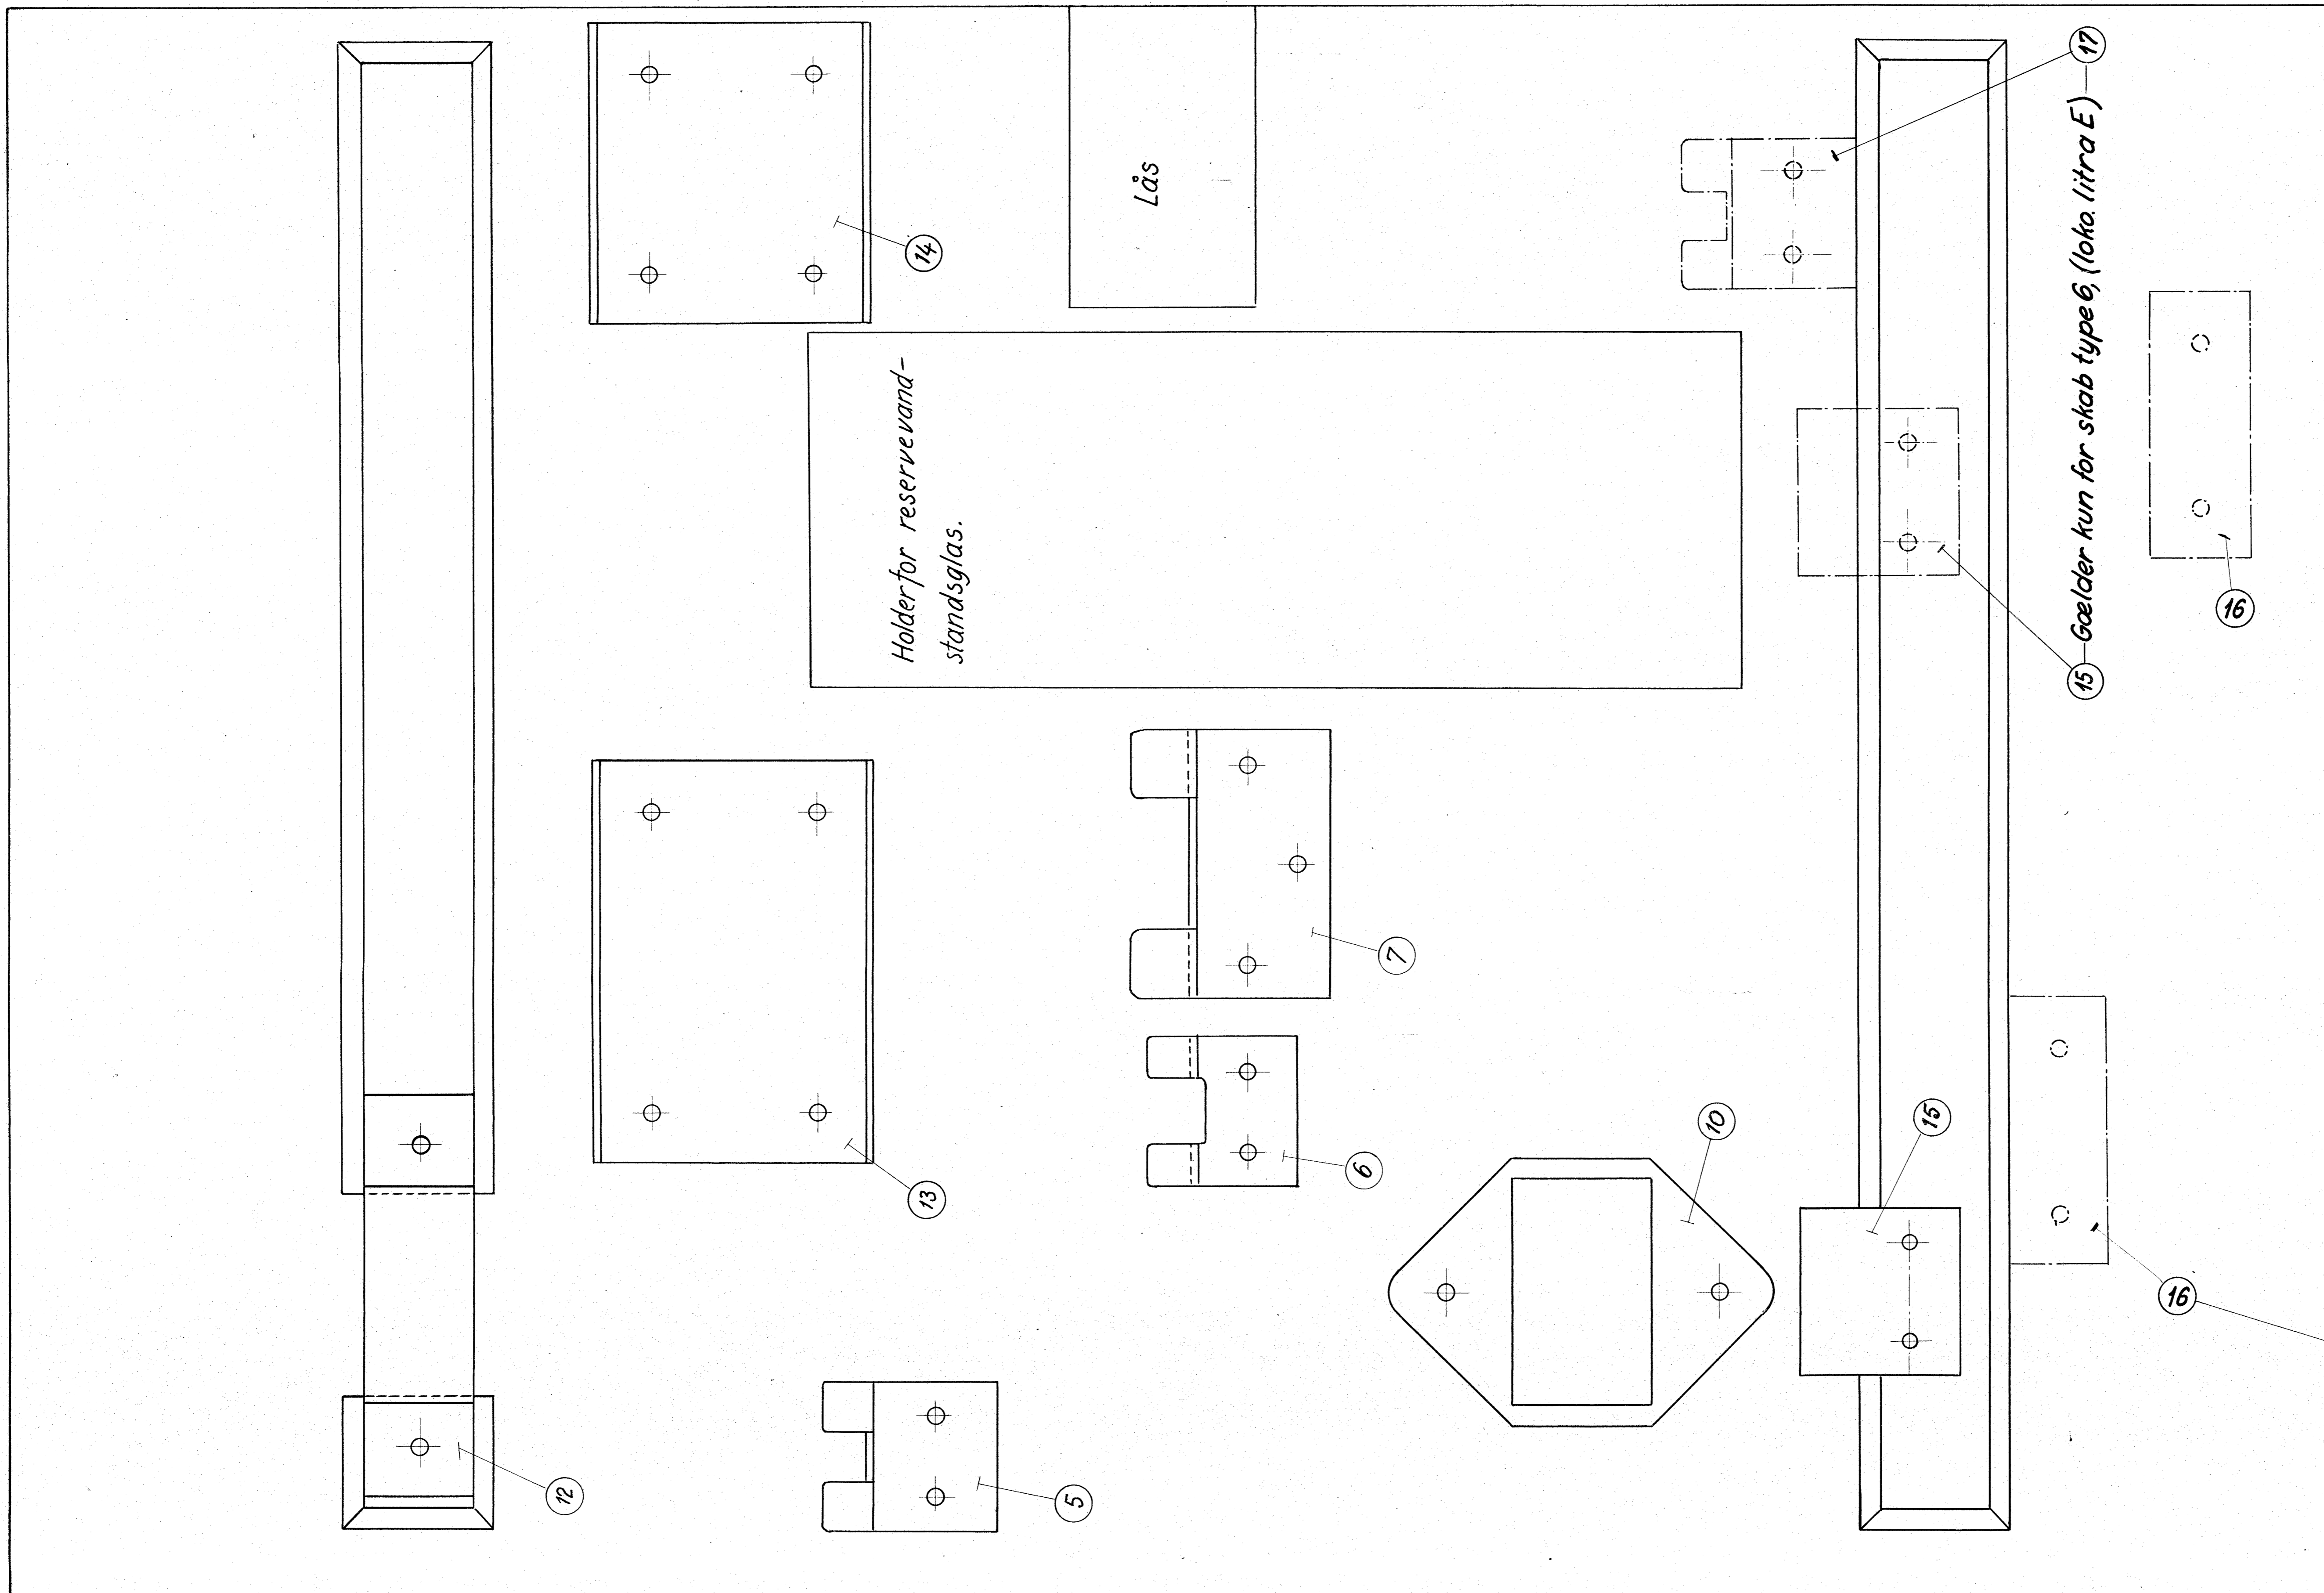 12
13
14
5
Holder for reservevand-
standsglas.
Lås
6
7
10
15
17
15 Gælder kun for skab type 6, (loko. litra E)
16
16